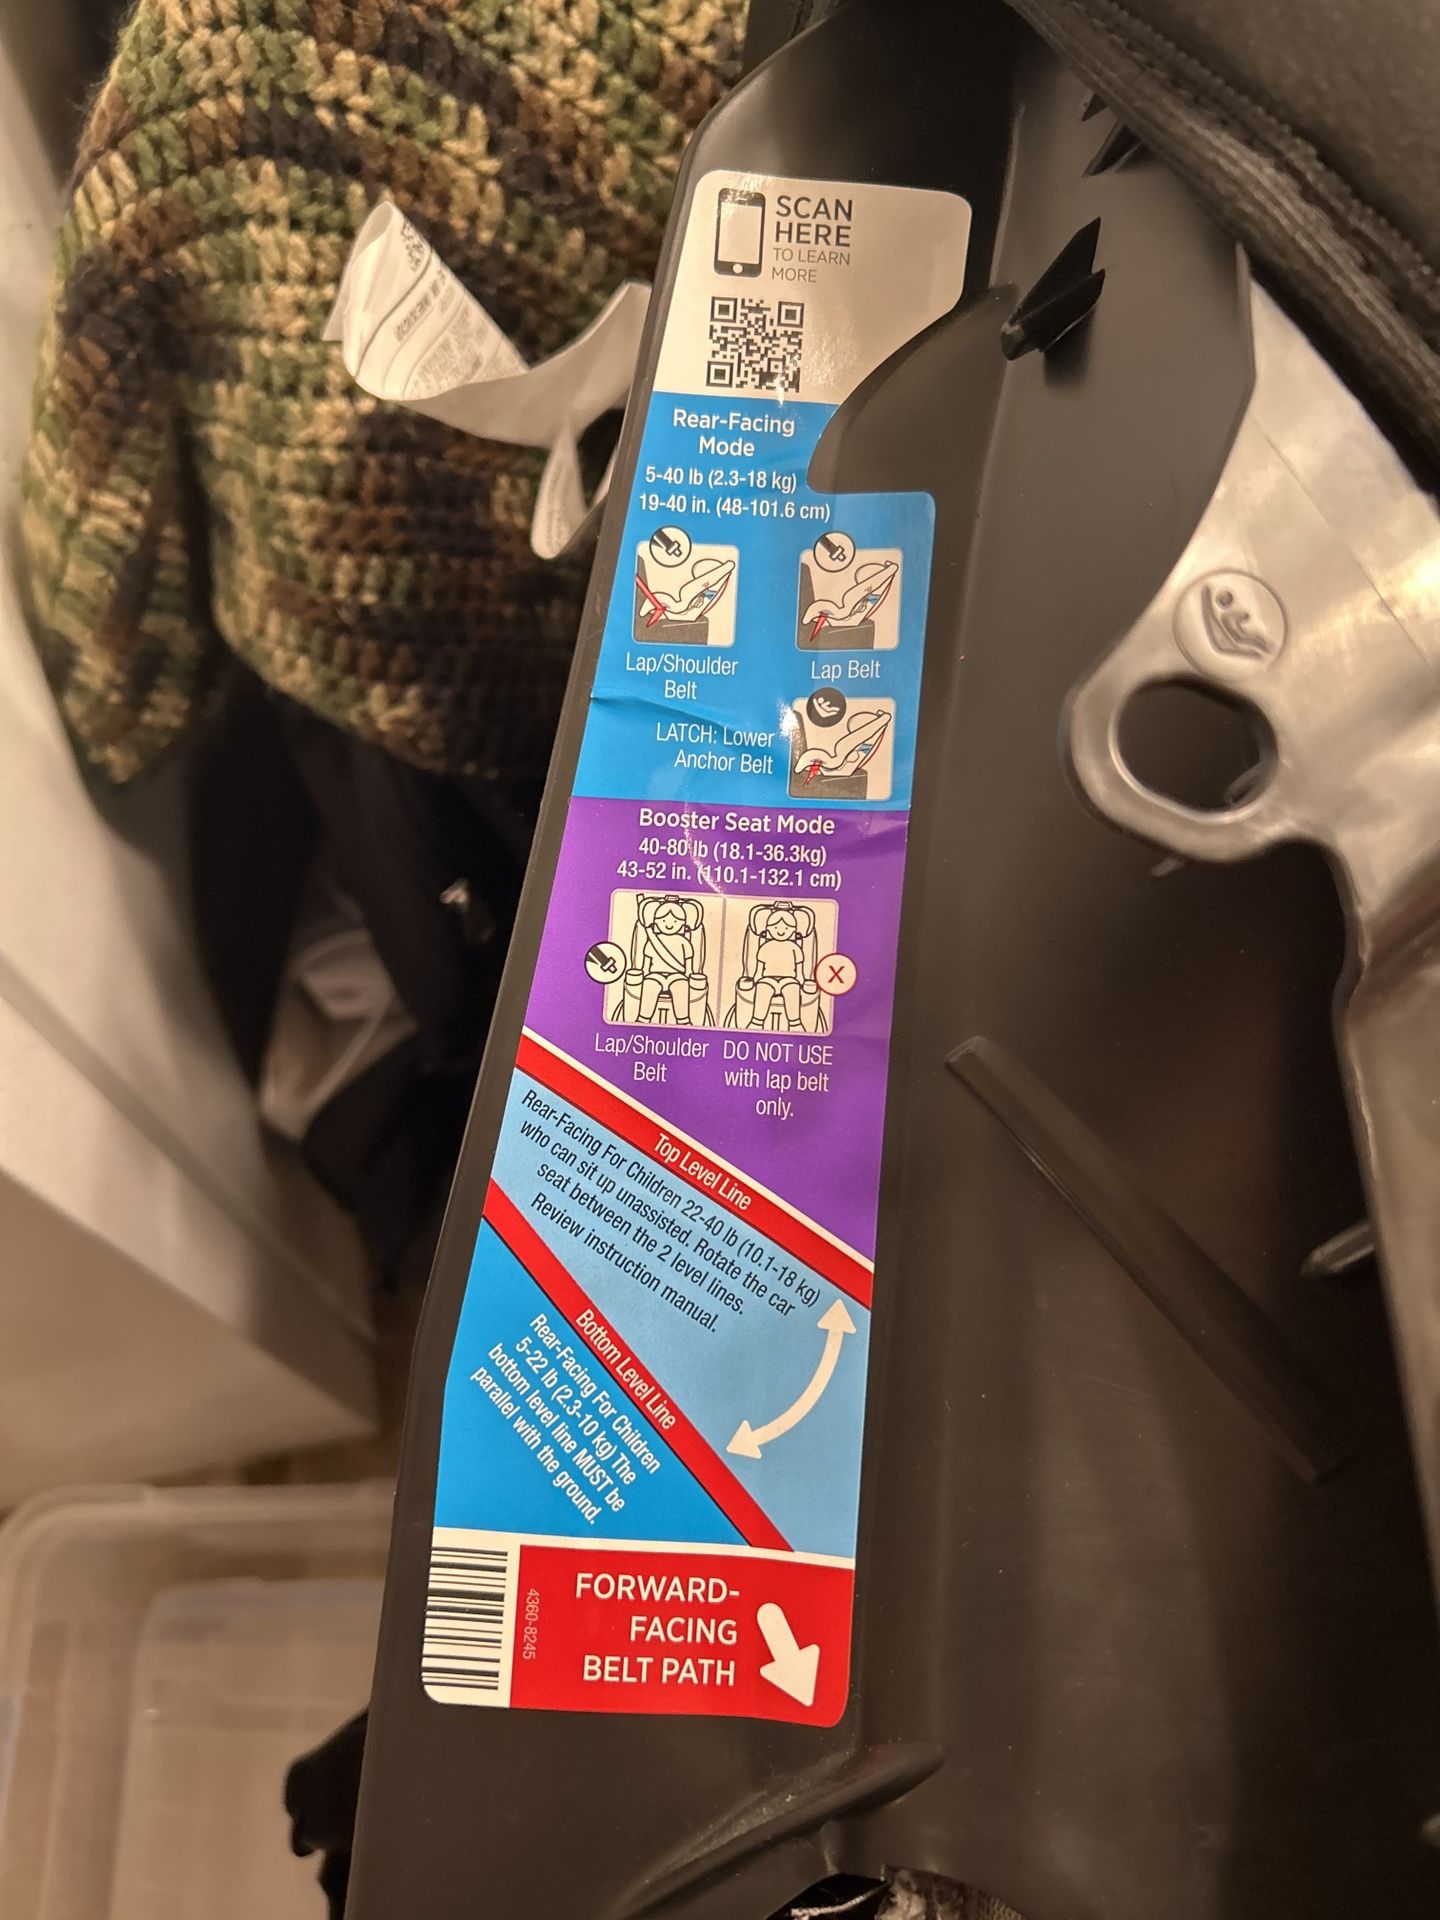 SCAN
HERE
TO LEARN
MORE
Rear-Facing
Mode
5-40 lb (2.3-18 kg)
19-40 in. (48-101.6 cm)
Lap/Shoulder
Belt
Lap Belt
LATCH: Lower
Anchor Belt
Booster Seat Mode
40-80 lb (18.1-36.3kg)
43-52 in. (110.1-132.1 cm)
X
Lap/Shoulder
Belt
DO NOT USE
with lap belt
only.
Top Level Line
Rear-Facing For Children 22-40 lb (10.1-18 kg)
who can sit up unassisted. Rotate the car
seat between the 2 level lines.
Review instruction manual.
Bottom Level Line
Rear-Facing For Children
5-22 lb (2.3-10 kg) The
bottom level line MUST be
parallel with the ground.
4360-8245
FORWARD-
FACING
BELT PATH